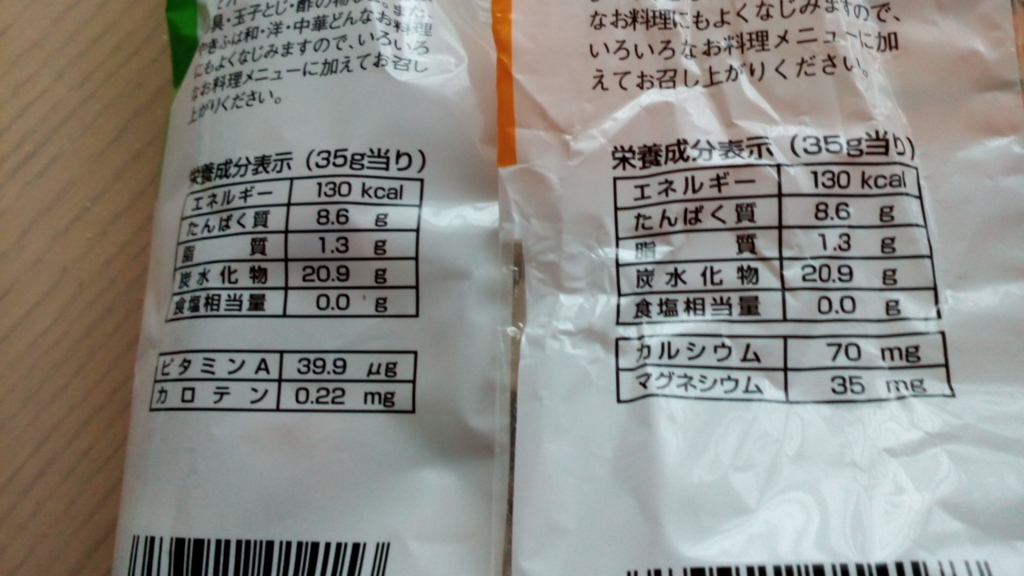 具・玉子とじ・酢の物
やきふは和・洋・中華どんなお料理
にもよくなじみますので、いろいろ
なお料理メニューに加えてお召し
上がりください。
栄養成分表示（35g当り）
エネルギー 130 kcal
たんぱく質 8.6 g
脂質 1.3 g
炭水化物 20.9 g
食塩相当量 0.0 g
ビタミンA 39.9 μg
カロテン 0.22 mg
なお料理にもよくなじみますので、
いろいろなお料理メニューに加
えてお召し上がりください。
栄養成分表示（35g当り）
エネルギー 130 kcal
たんぱく質 8.6 g
脂質 1.3 g
炭水化物 20.9 g
食塩相当量 0.0 g
カルシウム 70 mg
マグネシウム 35 mg